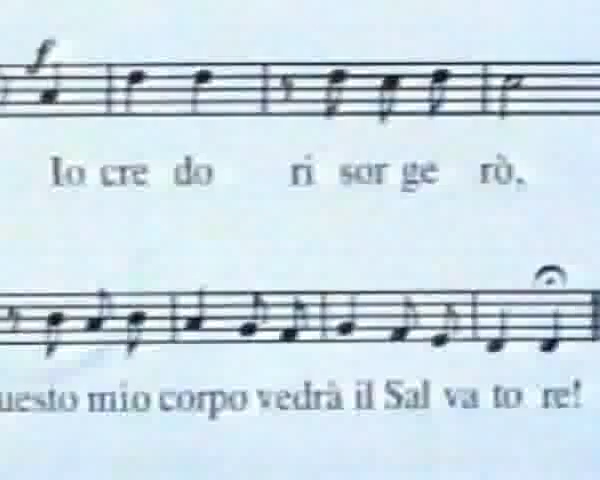 f
Io cre do ri sor ge rò,
uesto mio corpo vedrà il Sal va to re!